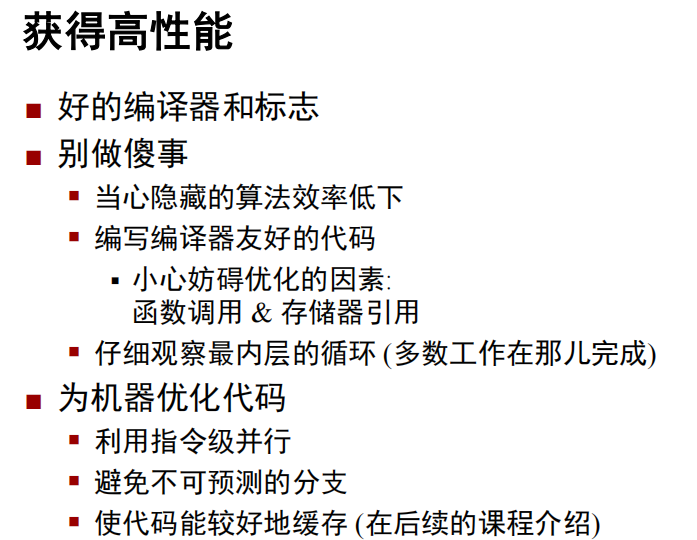 获得高性能
好的编译器和标志
别做傻事
当心隐藏的算法效率低下
编写编译器友好的代码
小心妨碍优化的因素:
函数调用 & 存储器引用
仔细观察最内层的循环 (多数工作在那儿完成)
为机器优化代码
利用指令级并行
避免不可预测的分支
使代码能较好地缓存 (在后续的课程介绍)